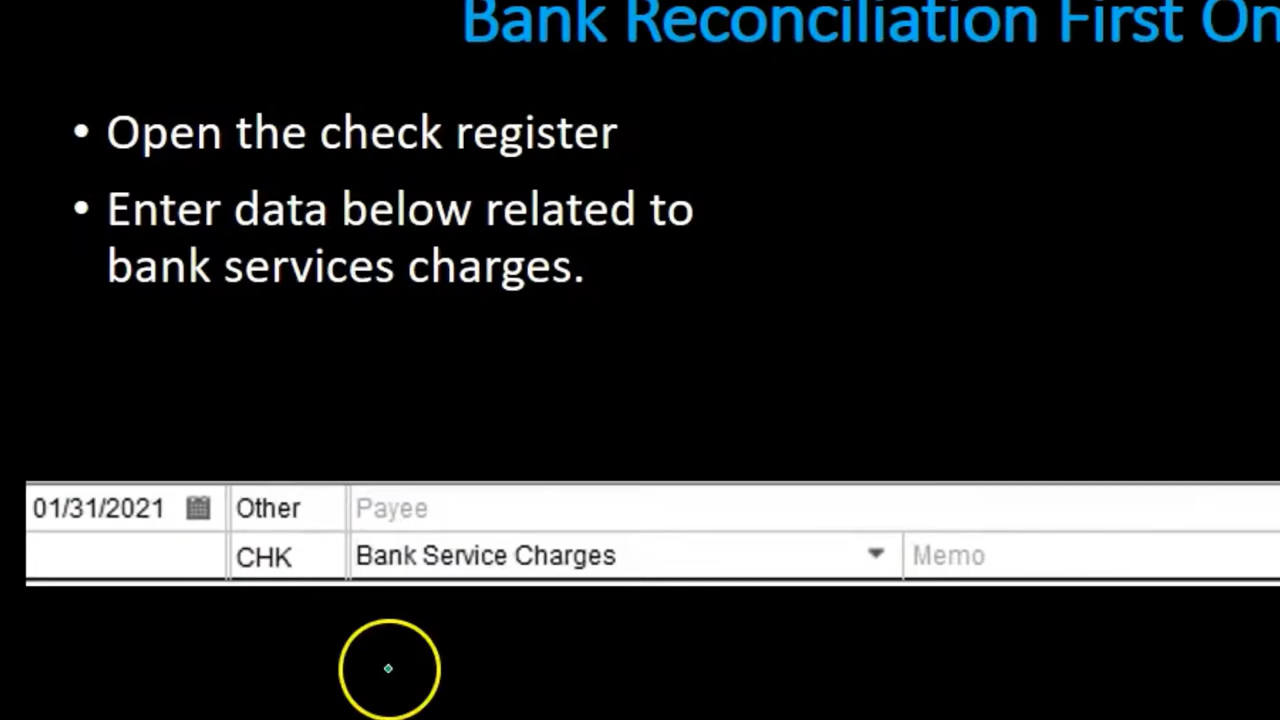 Bank Reconciliation First On
• Open the check register
• Enter data below related to
bank services charges.
01/31/2021 Other Payee
CHK Bank Service Charges Memo